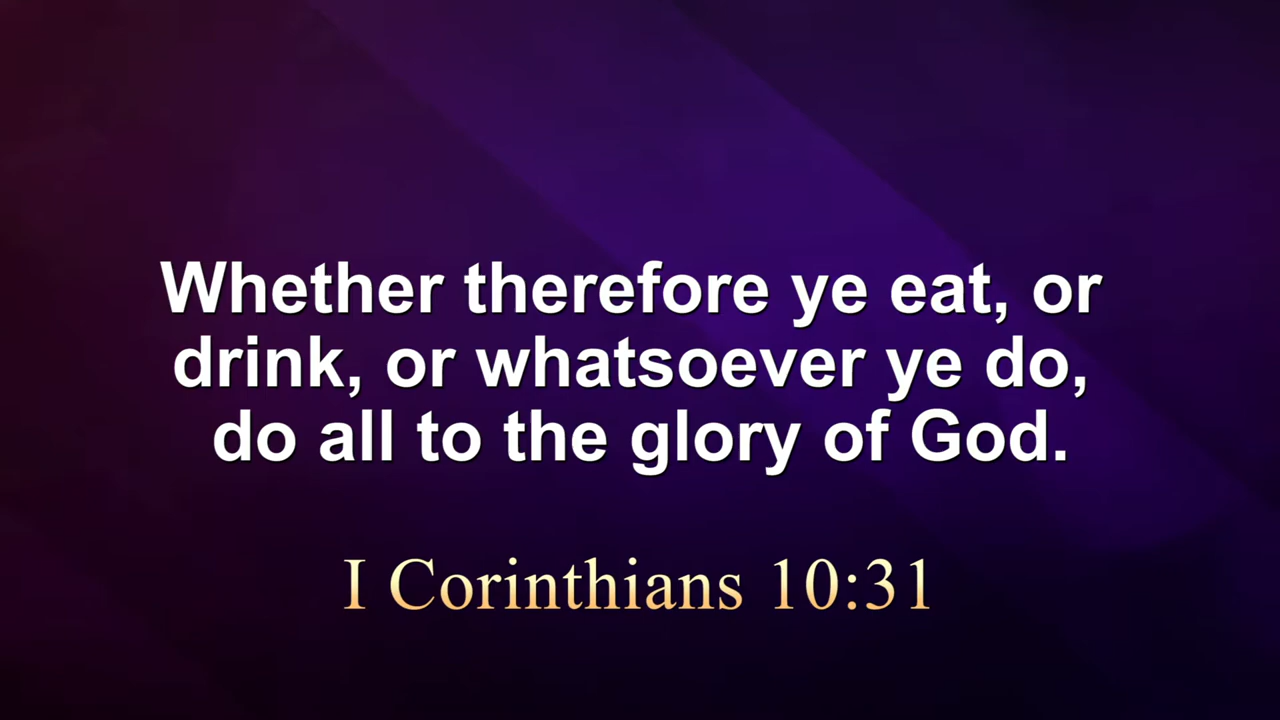 Whether therefore ye eat, or
drink, or whatsoever ye do,
do all to the glory of God.
I Corinthians 10:31